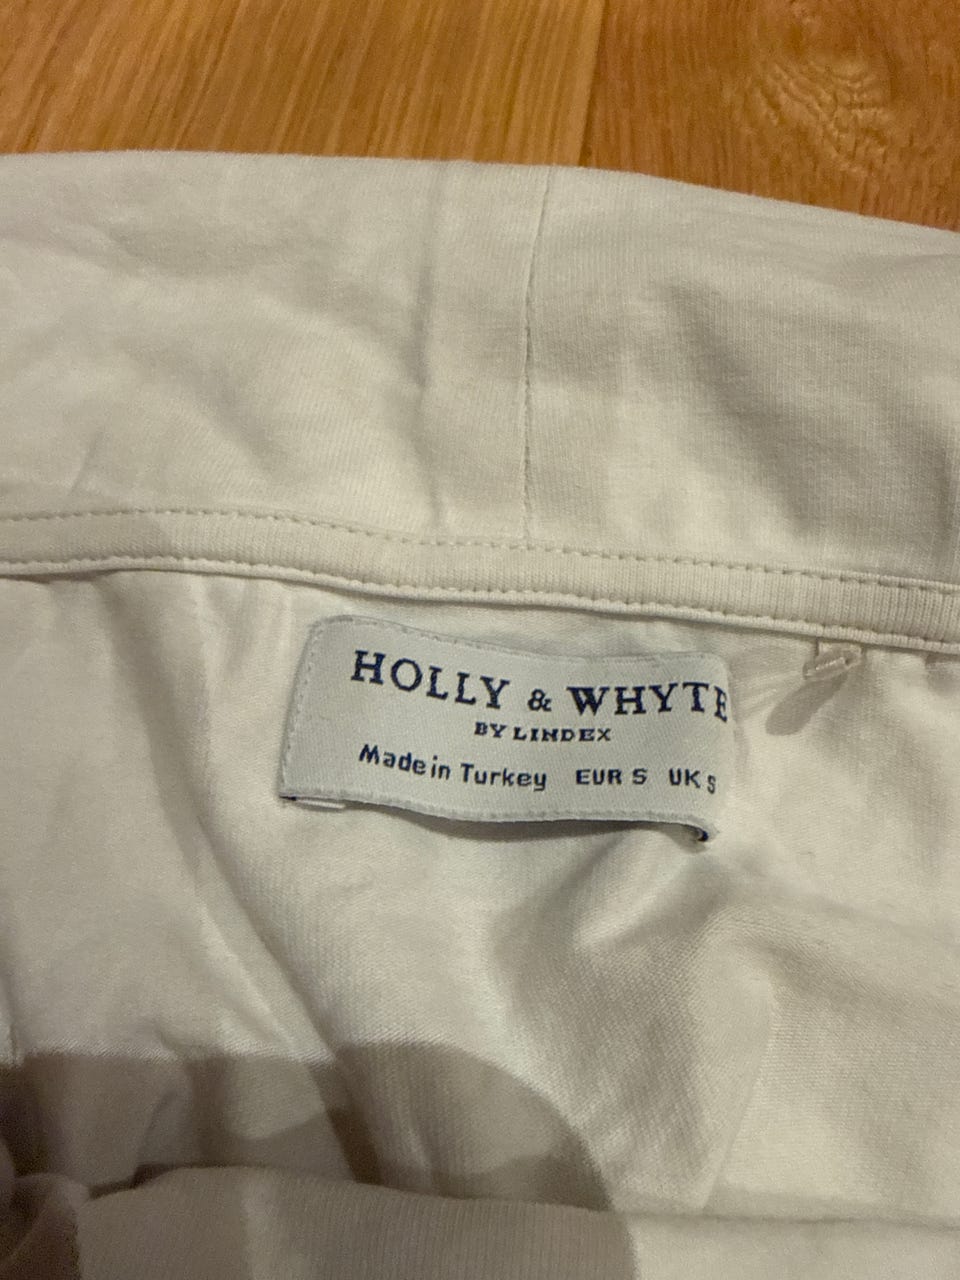 HOLLY & WHYTE
BY LINDEX
Made in Turkey EUR S UK S